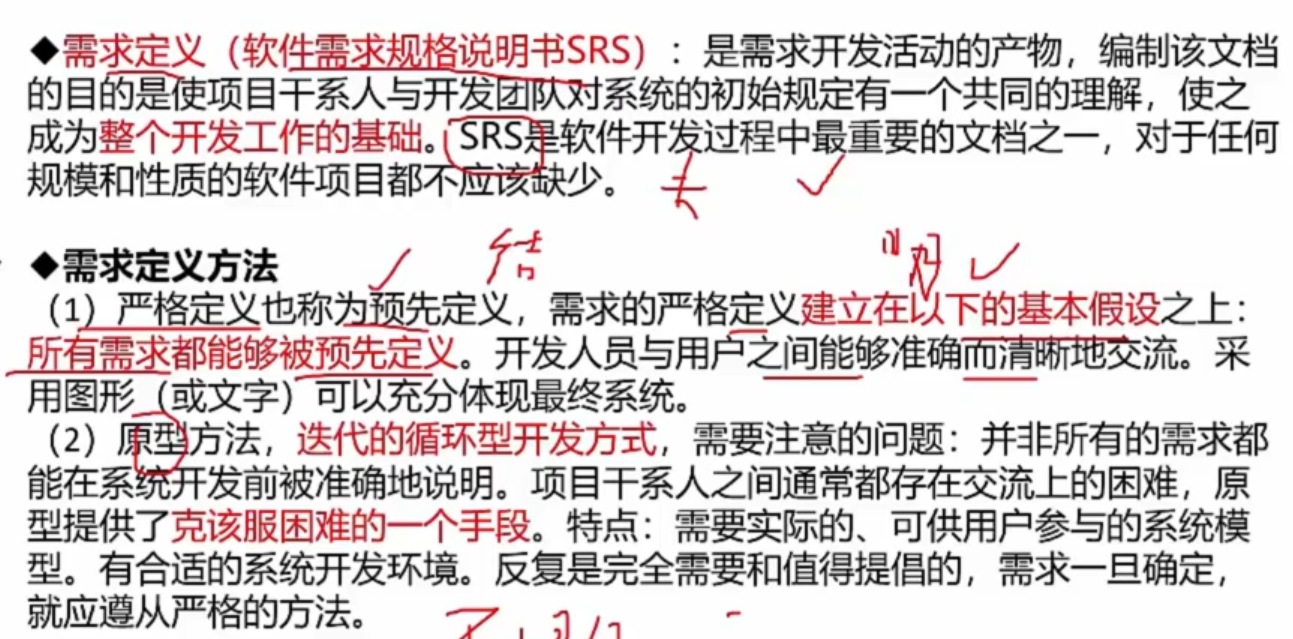 ◆需求定义（软件需求规格说明书SRS）：是需求开发活动的产物，编制该文档
的目的是使项目干系人与开发团队对系统的初始规定有一个共同的理解，使之
成为整个开发工作的基础。SRS是软件开发过程中最重要的文档之一，对于任何
规模和性质的软件项目都不应该缺少。
◆需求定义方法
（1）严格定义也称为预先定义，需求的严格定义建立在以下的基本假设之上：
所有需求都能够被预先定义。开发人员与用户之间能够准确而清晰地交流。采
用图形（或文字）可以充分体现最终系统。
（2）原型方法，迭代的循环型开发方式，需要注意的问题：并非所有的需求都
能在系统开发前被准确地说明。项目干系人之间通常都存在交流上的困难，原
型提供了克该服困难的一个手段。特点：需要实际的、可供用户参与的系统模
型。有合适的系统开发环境。反复是完全需要和值得提倡的，需求一旦确定，
就应遵从严格的方法。